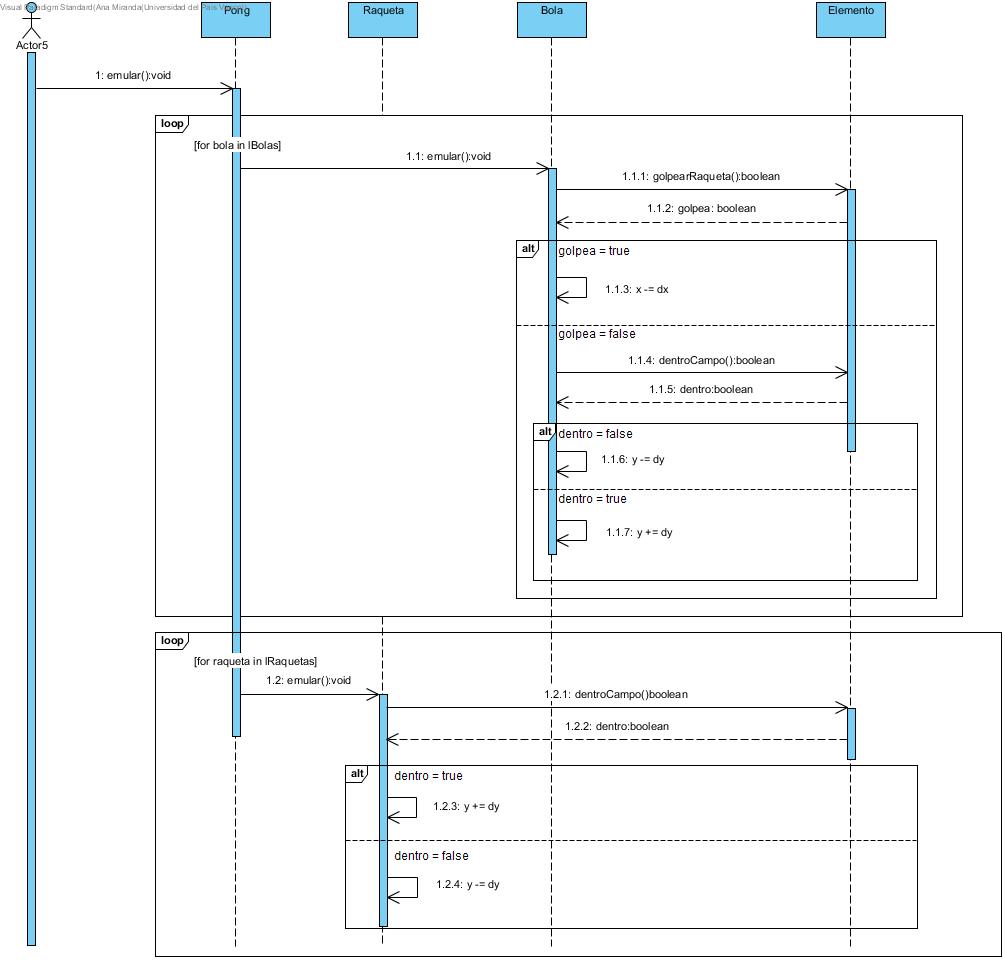 Visual Paradigm Standard(Ana Miranda(Universidad del País Vasco))
Pong
Raqueta
Bola
Elemento
Actor5
1: emular():void
loop
[for bola in lBolas]
1.1: emular():void
1.1.1: golpearRaqueta():boolean
1.1.2: golpea: boolean
alt
golpea = true
1.1.3: x -= dx
golpea = false
1.1.4: dentroCampo():boolean
1.1.5: dentro:boolean
alt
dentro = false
1.1.6: y -= dy
dentro = true
1.1.7: y += dy
loop
[for raqueta in lRaquetas]
1.2: emular():void
1.2.1: dentroCampo()boolean
1.2.2: dentro:boolean
alt
dentro = true
1.2.3: y += dy
dentro = false
1.2.4: y -= dy